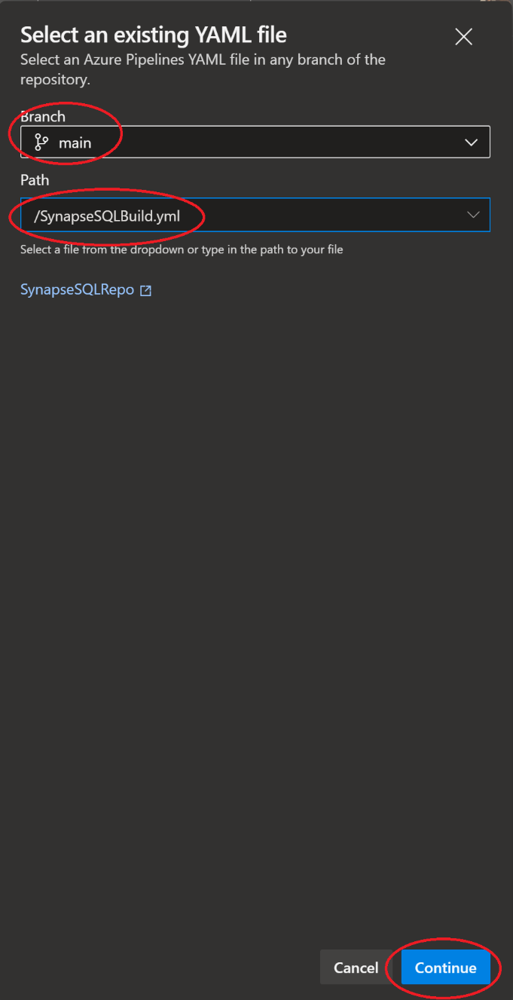 Select an existing YAML file
Select an Azure Pipelines YAML file in any branch of the
repository.
Branch
main
Path
/SynapseSQLBuild.yml
Select a file from the dropdown or type in the path to your file
SynapseSQLRepo
Cancel
Continue